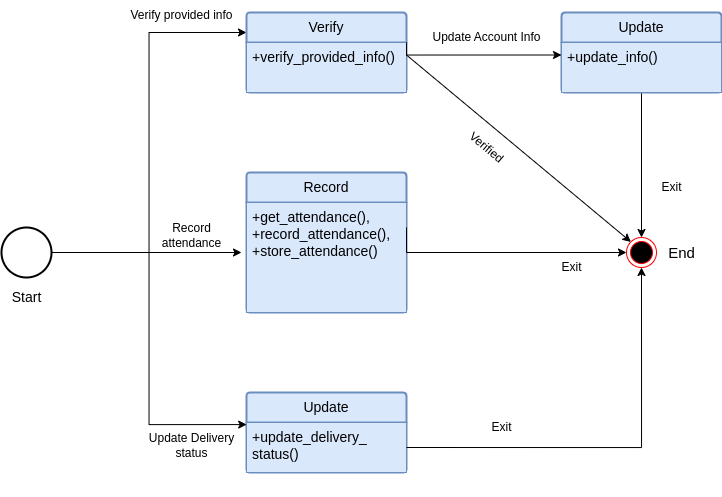 Verify provided info
Verify
+verify_provided_info()
Update Account Info
Update
+update_info()
Verified
Exit
Record
attendance
Record
+get_attendance(),
+record_attendance(),
+store_attendance()
Exit
End
Start
Update Delivery
status
Update
+update_delivery_
status()
Exit